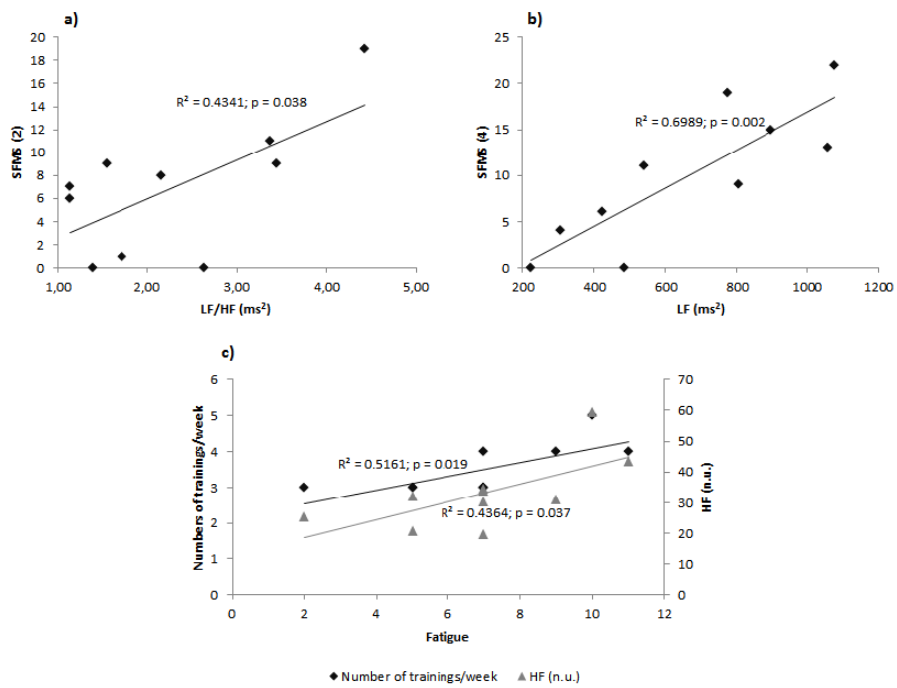 a)
20
18
16
14
12
10
8
6
4
2
0
SFMS (2)
R² = 0.4341; p = 0.038
1,00 2,00 3,00 4,00 5,00
LF/HF (ms²)
b)
25
20
15
10
5
0
SFMS (4)
R² = 0.6989; p = 0.002
200 400 600 800 1000 1200
LF (ms²)
c)
6
5
4
3
2
1
0
Numbers of trainings/week
R² = 0.5161; p = 0.019
R² = 0.4364; p = 0.037
70
60
50
40
30
20
10
0
HF (n.u.)
0 2 4 6 8 10 12
Fatigue
Number of trainings/week HF (n.u.)